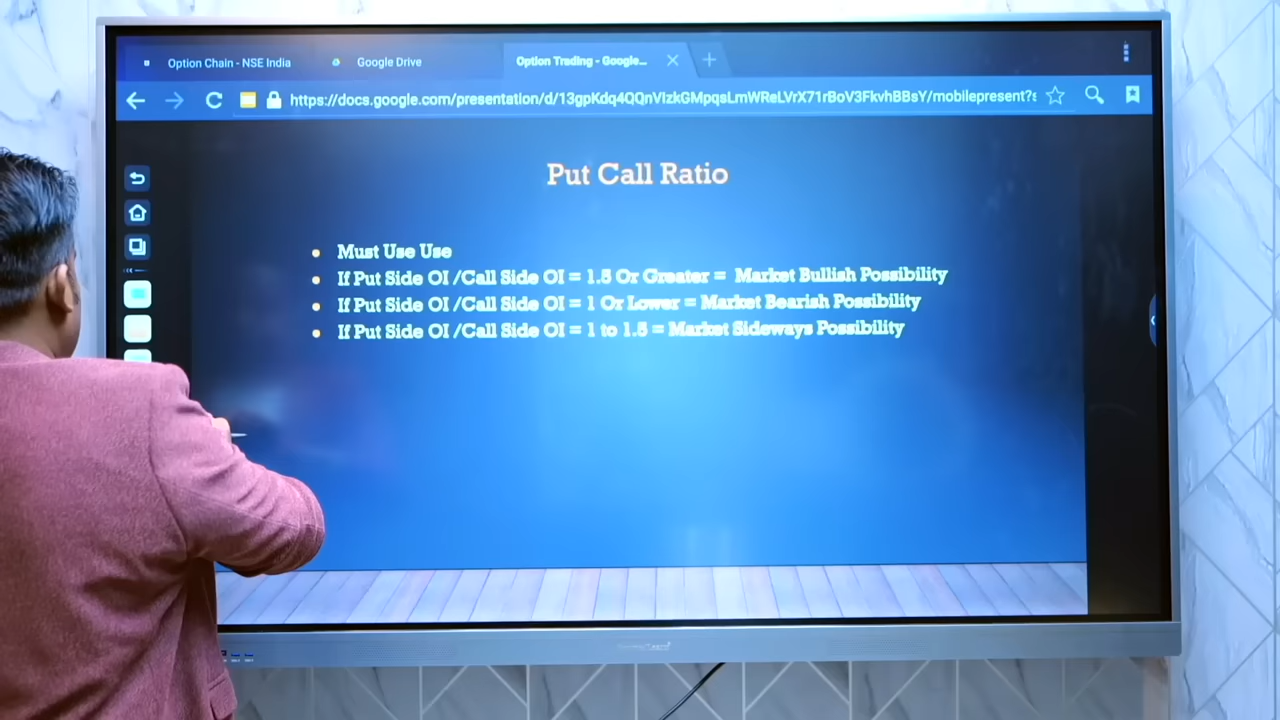 Option Chain - NSE India
Google Drive
Option Trading - Google...
https://docs.google.com/presentation/d/13gpKdq4QQnVizkGMpqsLmWReLVrX71rBoV3FkvhBBsY/mobilepresent?s
Put Call Ratio
• Must Use Use
• If Put Side OI /Call Side OI = 1.5 Or Greater = Market Bullish Possibility
• If Put Side OI /Call Side OI = 1 Or Lower = Market Bearish Possibility
• If Put Side OI /Call Side OI = 1 to 1.5 = Market Sideways Possibility